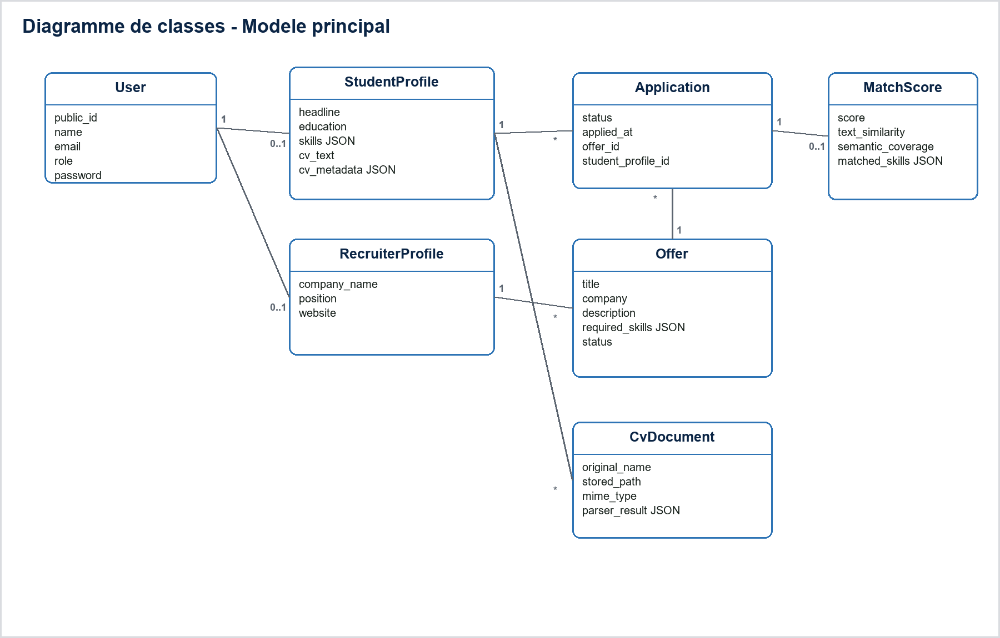 Diagramme de classes - Modele principal
User
public_id
name
email
role
password
1
0..1
0..1
StudentProfile
headline
education
skills JSON
cv_text
cv_metadata JSON
1
*
Application
status
applied_at
offer_id
student_profile_id
1
0..1
MatchScore
score
text_similarity
semantic_coverage
matched_skills JSON
*
1
RecruiterProfile
company_name
position
website
1
*
Offer
title
company
description
required_skills JSON
status
*
CvDocument
original_name
stored_path
mime_type
parser_result JSON